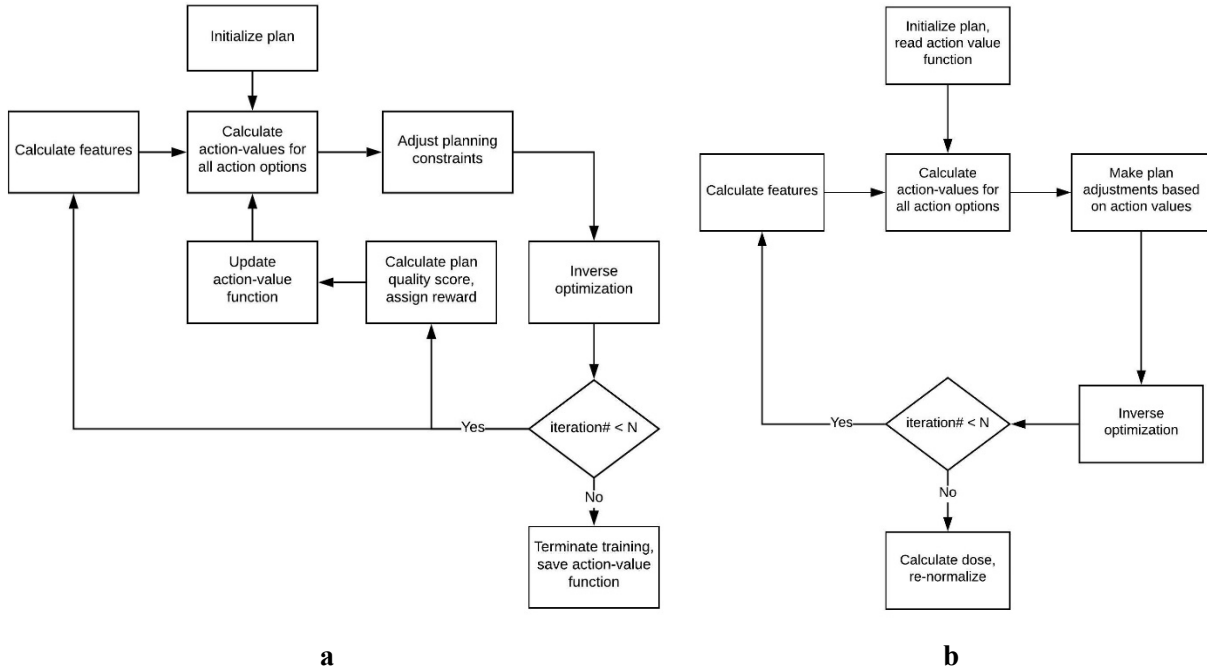 Initialize plan
Calculate features
Calculate
action-values for
all action options
Adjust planning
constraints
Update
action-value
function
Calculate plan
quality score,
assign reward
Inverse
optimization
Yes
iteration# < N
No
Terminate training,
save action-value
function
a
Initialize plan,
read action value
function
Calculate features
Calculate
action-values for
all action options
Make plan
adjustments based
on action values
Yes
iteration# < N
Inverse
optimization
No
Calculate dose,
re-normalize
b